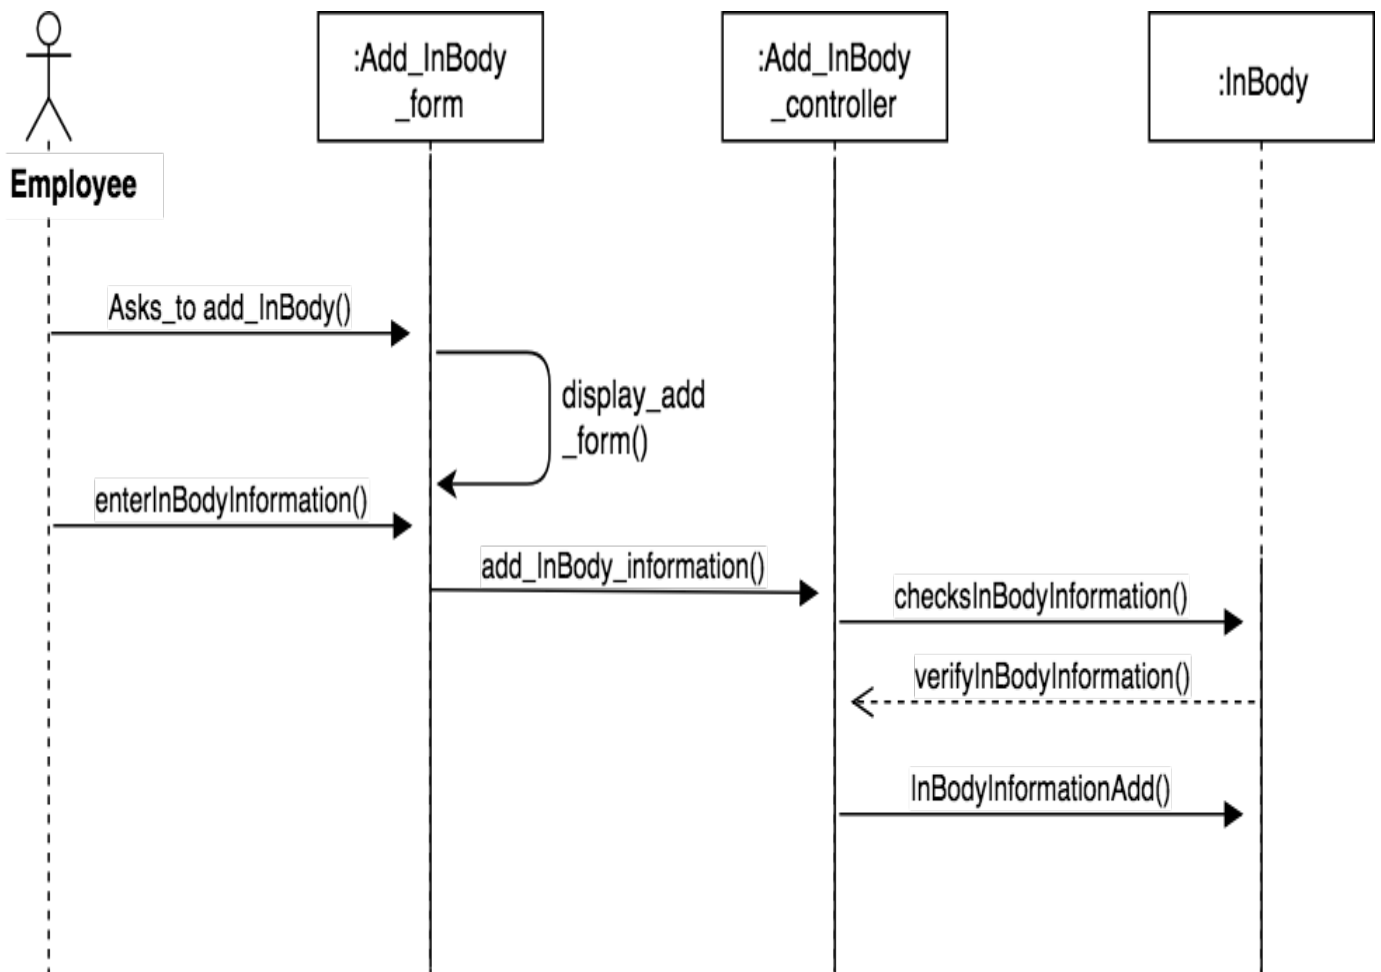 :Add_InBody
_form
:Add_InBody
_controller
:InBody
Employee
Asks_to add_InBody()
display_add
_form()
enterInBodyInformation()
add_InBody_information()
checksInBodyInformation()
verifyInBodyInformation()
InBodyInformationAdd()